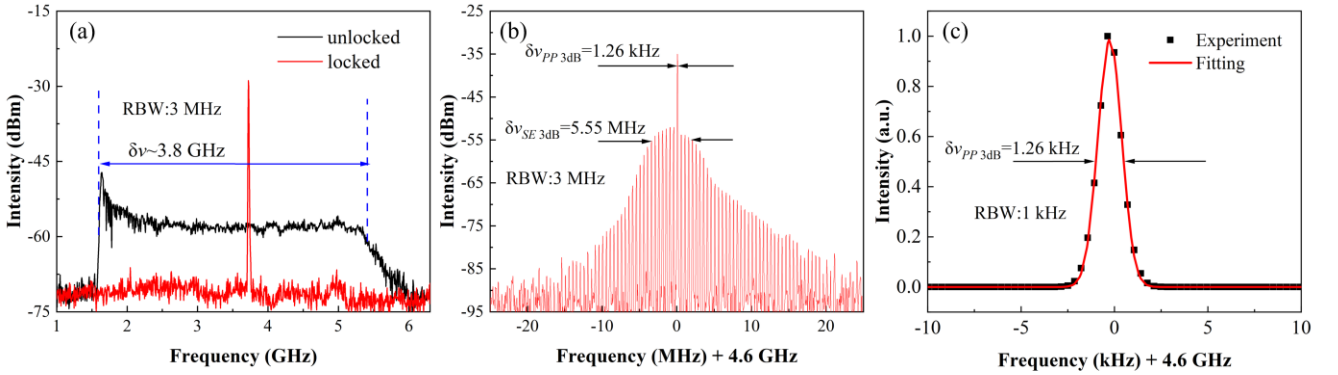 (a)
unlocked
locked
RBW:3 MHz
δν~3.8 GHz
-15
-30
-45
-60
-75
Intensity (dBm)
1 2 3 4 5 6
Frequency (GHz)
(b)
δν_PP 3dB=1.26 kHz
δν_SE 3dB=5.55 MHz
RBW:3 MHz
-15
-25
-35
-45
-55
-65
-75
-85
-95
Intensity (dBm)
-20 -10 0 10 20
Frequency (MHz) + 4.6 GHz
(c)
Experiment
Fitting
δν_PP 3dB=1.26 kHz
RBW:1 kHz
1.0
0.8
0.6
0.4
0.2
0.0
Intensity (a.u.)
-10 -5 0 5 10
Frequency (kHz) + 4.6 GHz